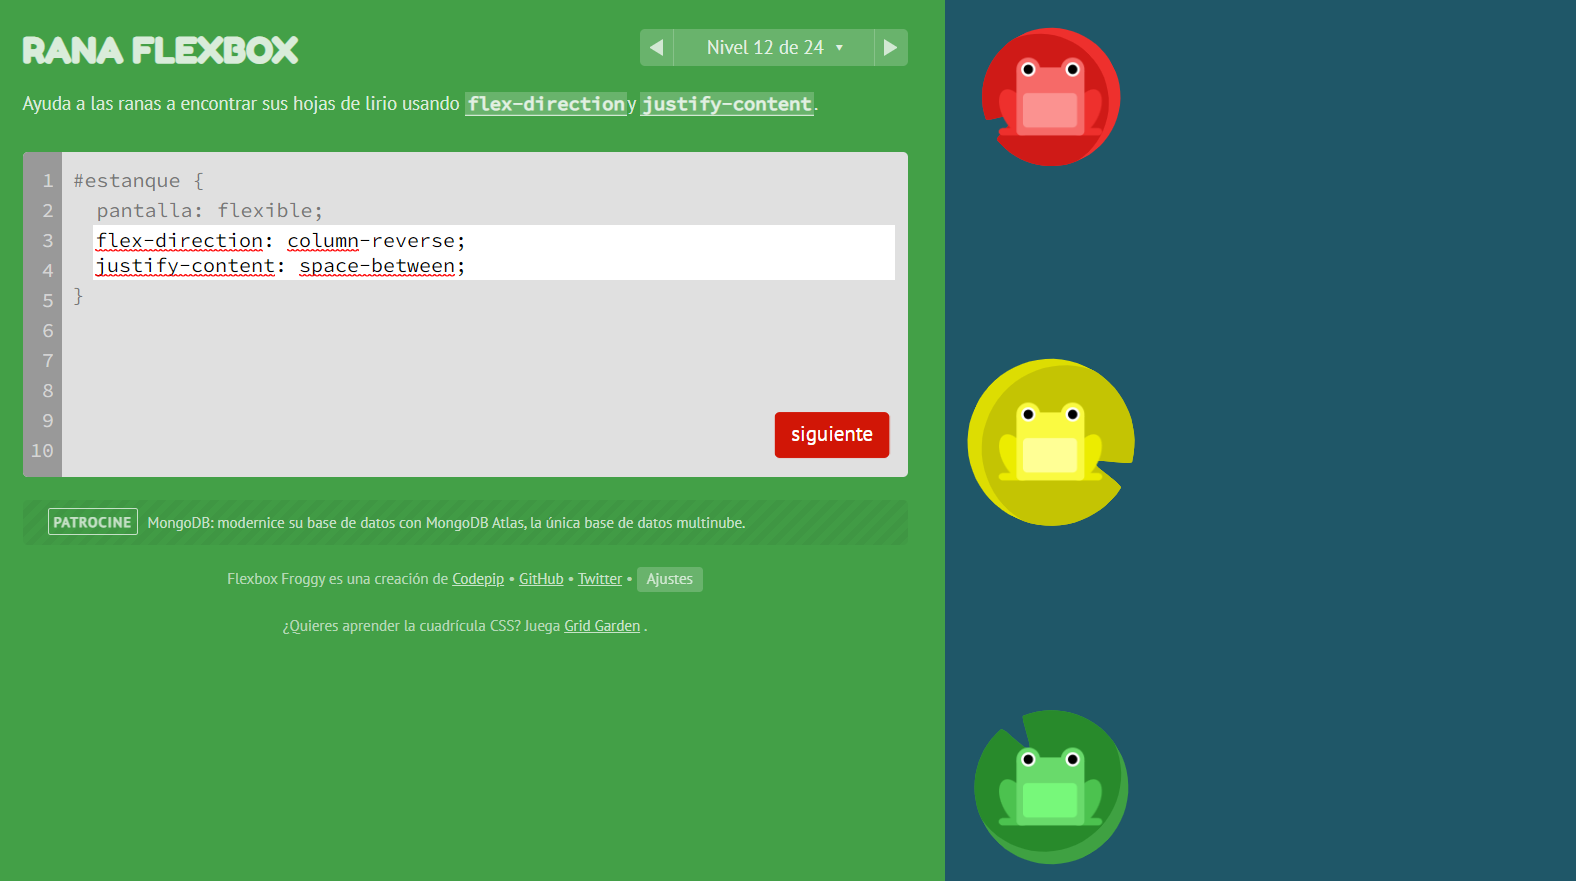 RANA FLEXBOX
◀ Nivel 12 de 24 ▾ ▶
Ayuda a las ranas a encontrar sus hojas de lirio usando flex-direction y justify-content.
1 #estanque {
2 pantalla: flexible;
3 flex-direction: column-reverse;
4 justify-content: space-between;
5 }
6
7
8
9
10
siguiente
PATROCINE MongoDB: modernice su base de datos con MongoDB Atlas, la única base de datos multinube.
Flexbox Froggy es una creación de Codepip • GitHub • Twitter • Ajustes
¿Quieres aprender la cuadrícula CSS? Juega Grid Garden .